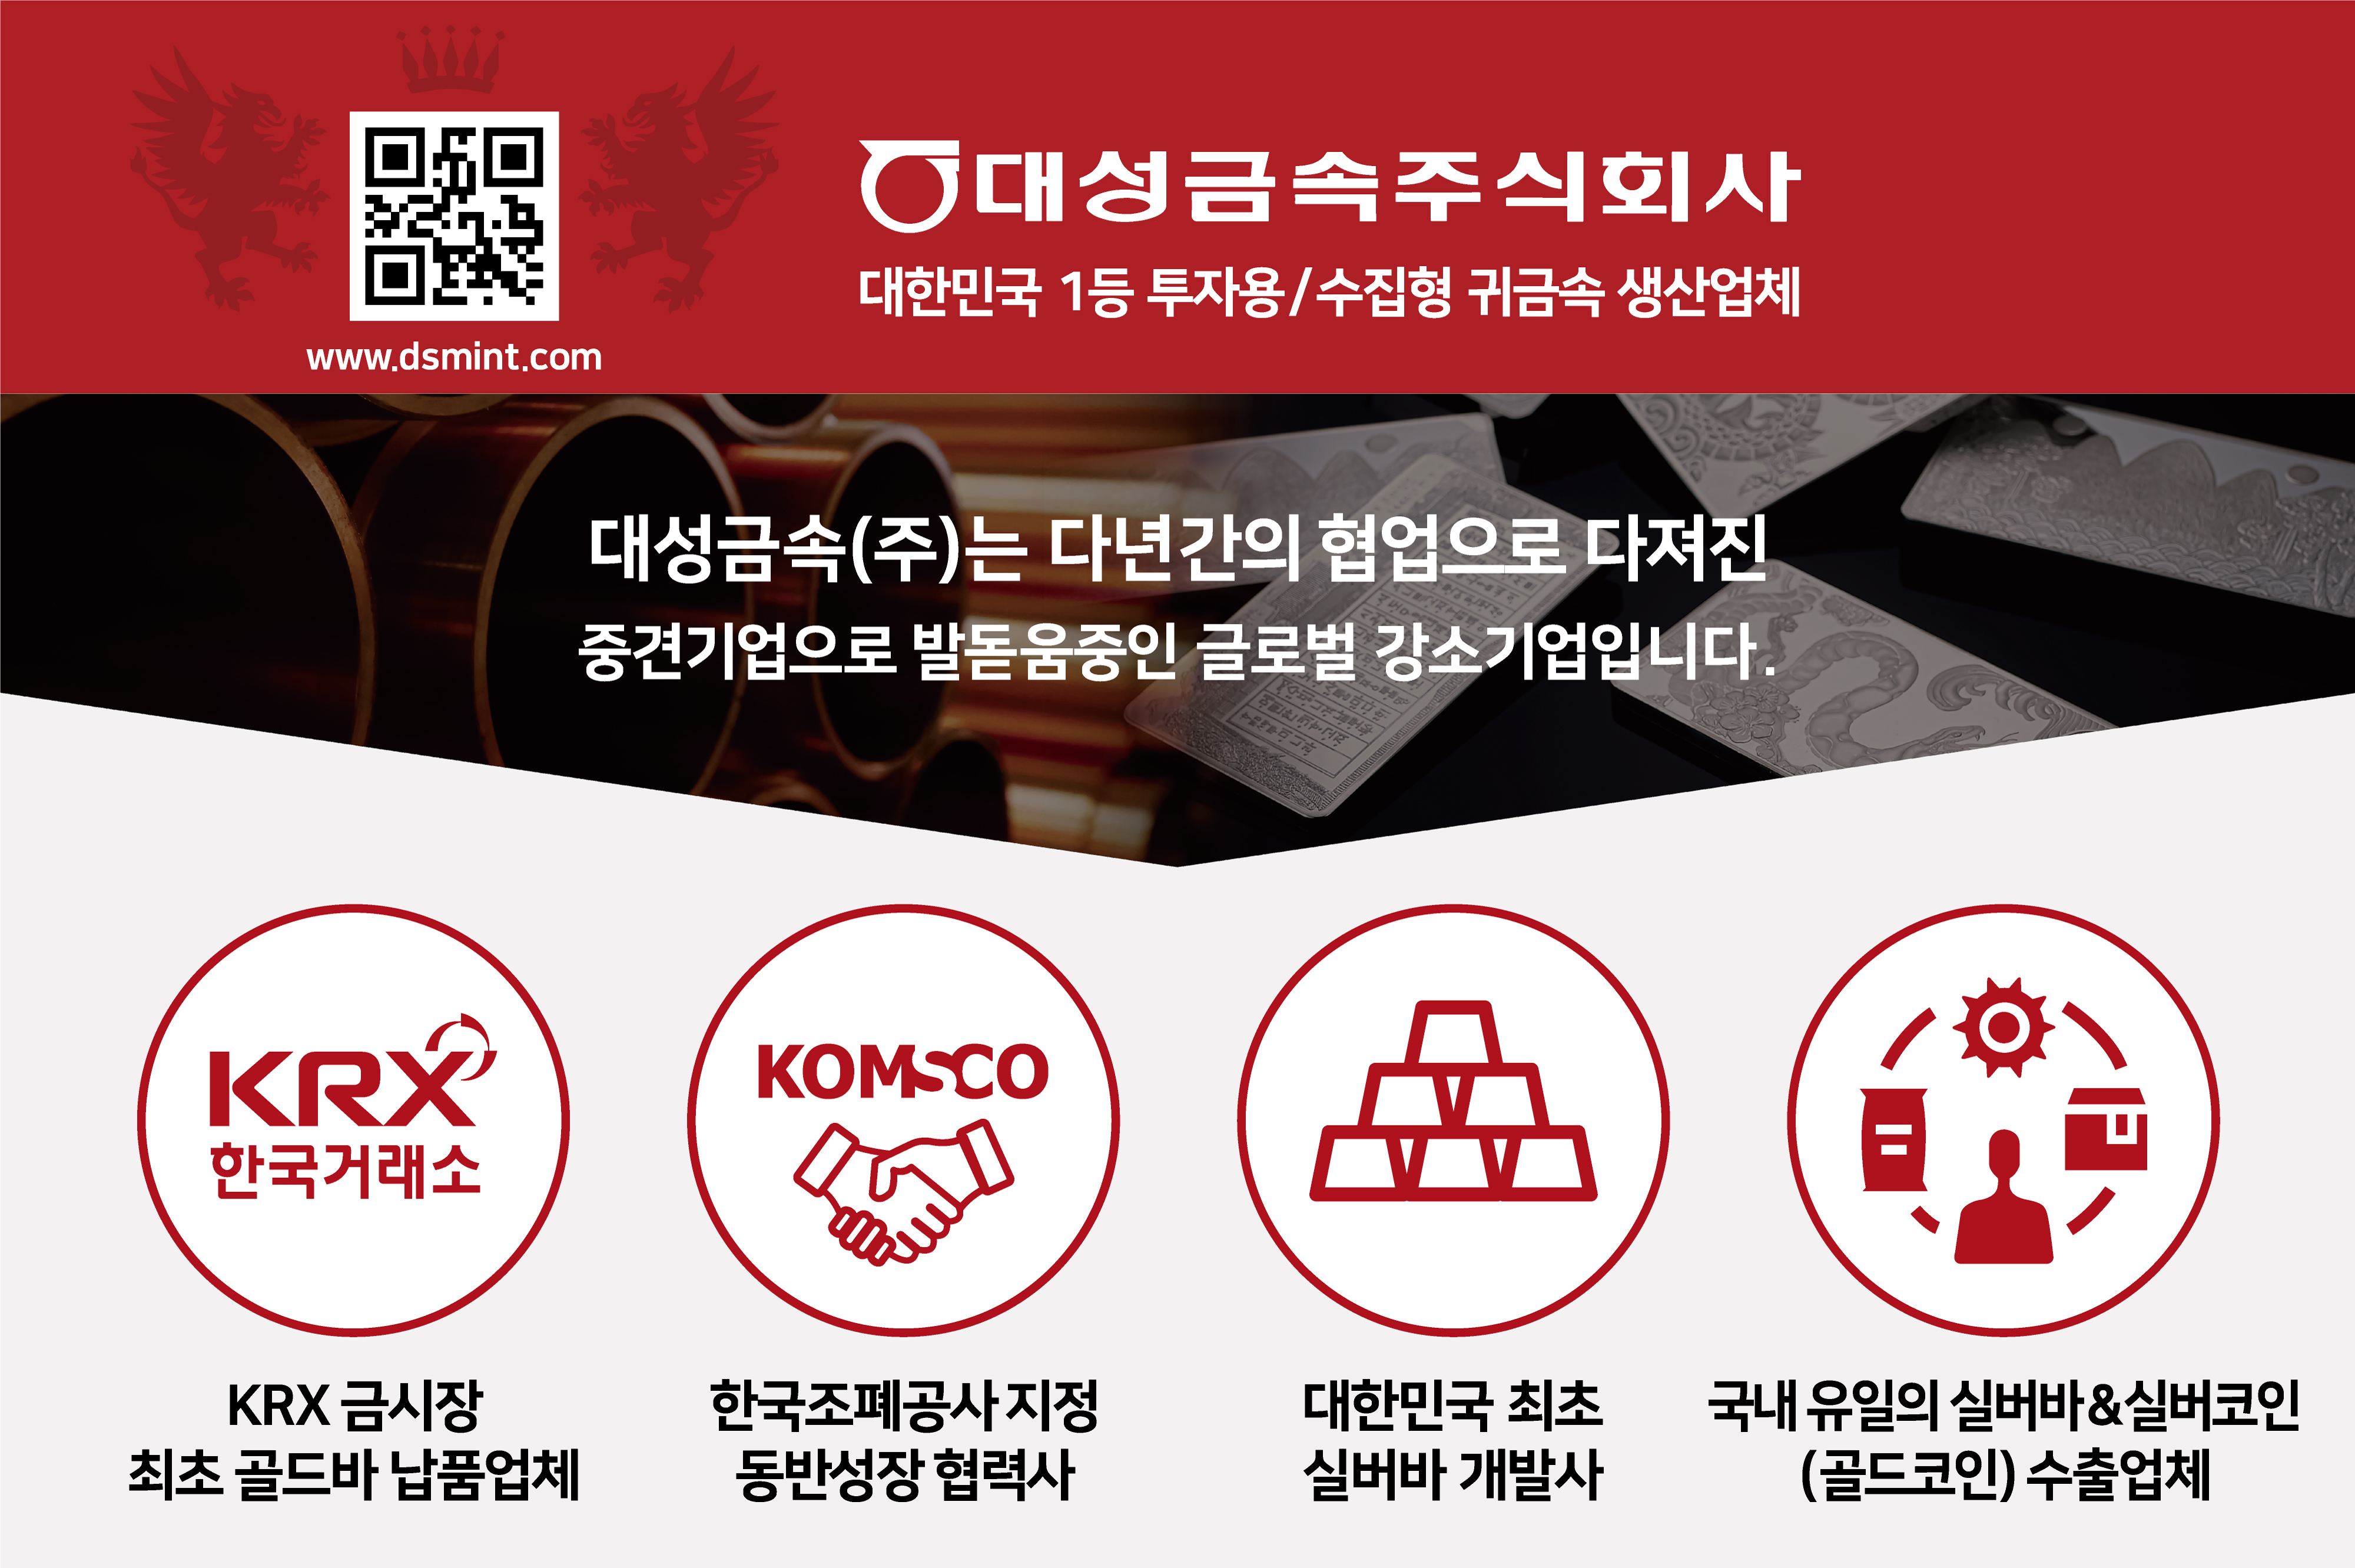 대성금속주식회사
대한민국 1등 투자용/수집형 귀금속 생산업체
www.dsmint.com
대성금속(주)는 다년간의 협업으로 다져진
중견기업으로 발돋움중인 글로벌 강소기업입니다.
KRX
한국거래소
KRX 금시장
최초 골드바 납품업체
KOMSCO
한국조폐공사 지정
동반성장 협력사
대한민국 최초
실버바 개발사
국내 유일의 실버바&실버코인
(골드코인) 수출업체